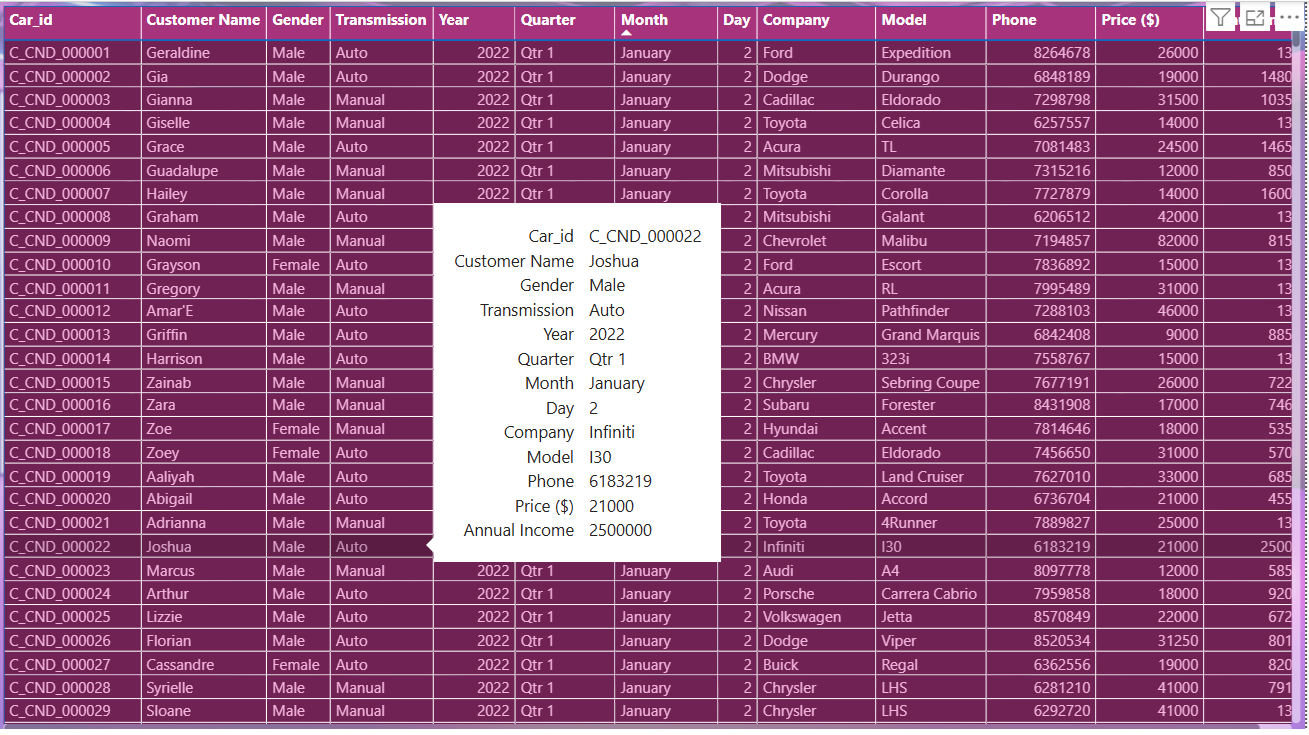 Car_id Customer Name Gender Transmission Year Quarter Month Day Company Model Phone Price ($)
C_CND_000001 Geraldine Male Auto 2022 Qtr 1 January 2 Ford Expedition 8264678 26000 13
C_CND_000002 Gia Male Auto 2022 Qtr 1 January 2 Dodge Durango 6848189 19000 1480
C_CND_000003 Gianna Male Manual 2022 Qtr 1 January 2 Cadillac Eldorado 7298798 31500 1035
C_CND_000004 Giselle Male Manual 2022 Qtr 1 January 2 Toyota Celica 6257557 14000 13
C_CND_000005 Grace Male Auto 2022 Qtr 1 January 2 Acura TL 7081483 24500 1465
C_CND_000006 Guadalupe Male Manual 2022 Qtr 1 January 2 Mitsubishi Diamante 7315216 12000 850
C_CND_000007 Hailey Male Manual 2022 Qtr 1 January 2 Toyota Corolla 7727879 14000 1600
C_CND_000008 Graham Male Auto 2 Mitsubishi Galant 6206512 42000 13
C_CND_000009 Naomi Male Manual 2 Chevrolet Malibu 7194857 82000 815
C_CND_000010 Grayson Female Auto 2 Ford Escort 7836892 15000 13
C_CND_000011 Gregory Male Manual 2 Acura RL 7995489 31000 13
C_CND_000012 Amar'E Male Auto 2 Nissan Pathfinder 7288103 46000 13
C_CND_000013 Griffin Male Auto 2 Mercury Grand Marquis 6842408 9000 885
C_CND_000014 Harrison Male Auto 2 BMW 323i 7558767 15000 13
C_CND_000015 Zainab Male Manual 2 Chrysler Sebring Coupe 7677191 26000 722
C_CND_000016 Zara Male Manual 2 Subaru Forester 8431908 17000 746
C_CND_000017 Zoe Female Manual 2 Hyundai Accent 7814646 18000 535
C_CND_000018 Zoey Female Auto 2 Cadillac Eldorado 7456650 31000 570
C_CND_000019 Aaliyah Male Auto 2 Toyota Land Cruiser 7627010 33000 685
C_CND_000020 Abigail Male Auto 2 Honda Accord 6736704 21000 455
C_CND_000021 Adrianna Male Manual 2 Toyota 4Runner 7889827 25000 13
C_CND_000022 Joshua Male Auto 2 Infiniti I30 6183219 21000 2500
C_CND_000023 Marcus Male Manual 2022 Qtr 1 January 2 Audi A4 8097778 12000 585
C_CND_000024 Arthur Male Manual 2022 Qtr 1 January 2 Porsche Carrera Cabrio 7959858 18000 920
C_CND_000025 Lizzie Male Auto 2022 Qtr 1 January 2 Volkswagen Jetta 8570849 22000 672
C_CND_000026 Florian Male Auto 2022 Qtr 1 January 2 Dodge Viper 8520534 31250 801
C_CND_000027 Cassandre Female Auto 2022 Qtr 1 January 2 Buick Regal 6362556 19000 820
C_CND_000028 Syrielle Male Manual 2022 Qtr 1 January 2 Chrysler LHS 6281210 41000 791
C_CND_000029 Sloane Male Manual 2022 Qtr 1 January 2 Chrysler LHS 6292720 41000 13
Car_id C_CND_000022
Customer Name Joshua
Gender Male
Transmission Auto
Year 2022
Quarter Qtr 1
Month January
Day 2
Company Infiniti
Model I30
Phone 6183219
Price ($) 21000
Annual Income 2500000